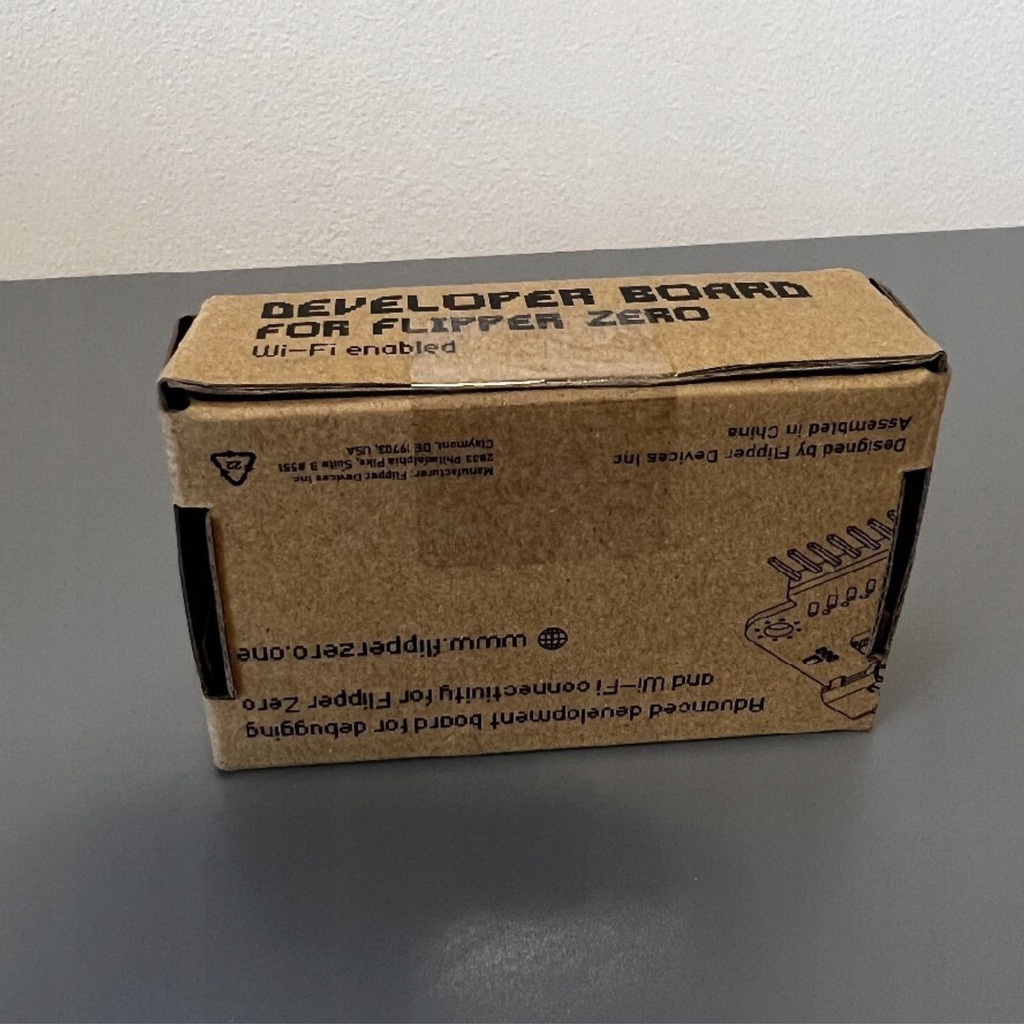 DEVELOPER BOARD
FOR FLIPPER ZERO
Wi-Fi enabled
Advanced development board for debugging
and Wi-Fi connectivity for Flipper Zero
www.flipperzero.one
Designed by Flipper Devices Inc
Assembled in China
Manufacturer: Flipper Devices Inc
2803 Philadelphia Pike, Suite B #551
Claymont, DE 19703, USA
22